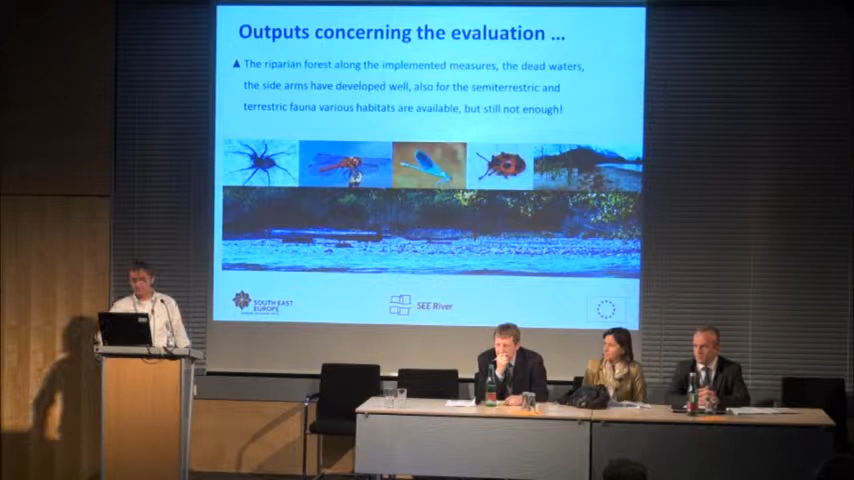 Outputs concerning the evaluation ...
▲ The riparian forest along the implemented measures, the dead waters,
the side arms have developed well, also for the semiterrestric and
terrestric fauna various habitats are available, but still not enough!
SOUTH EAST
EUROPE
SEE River